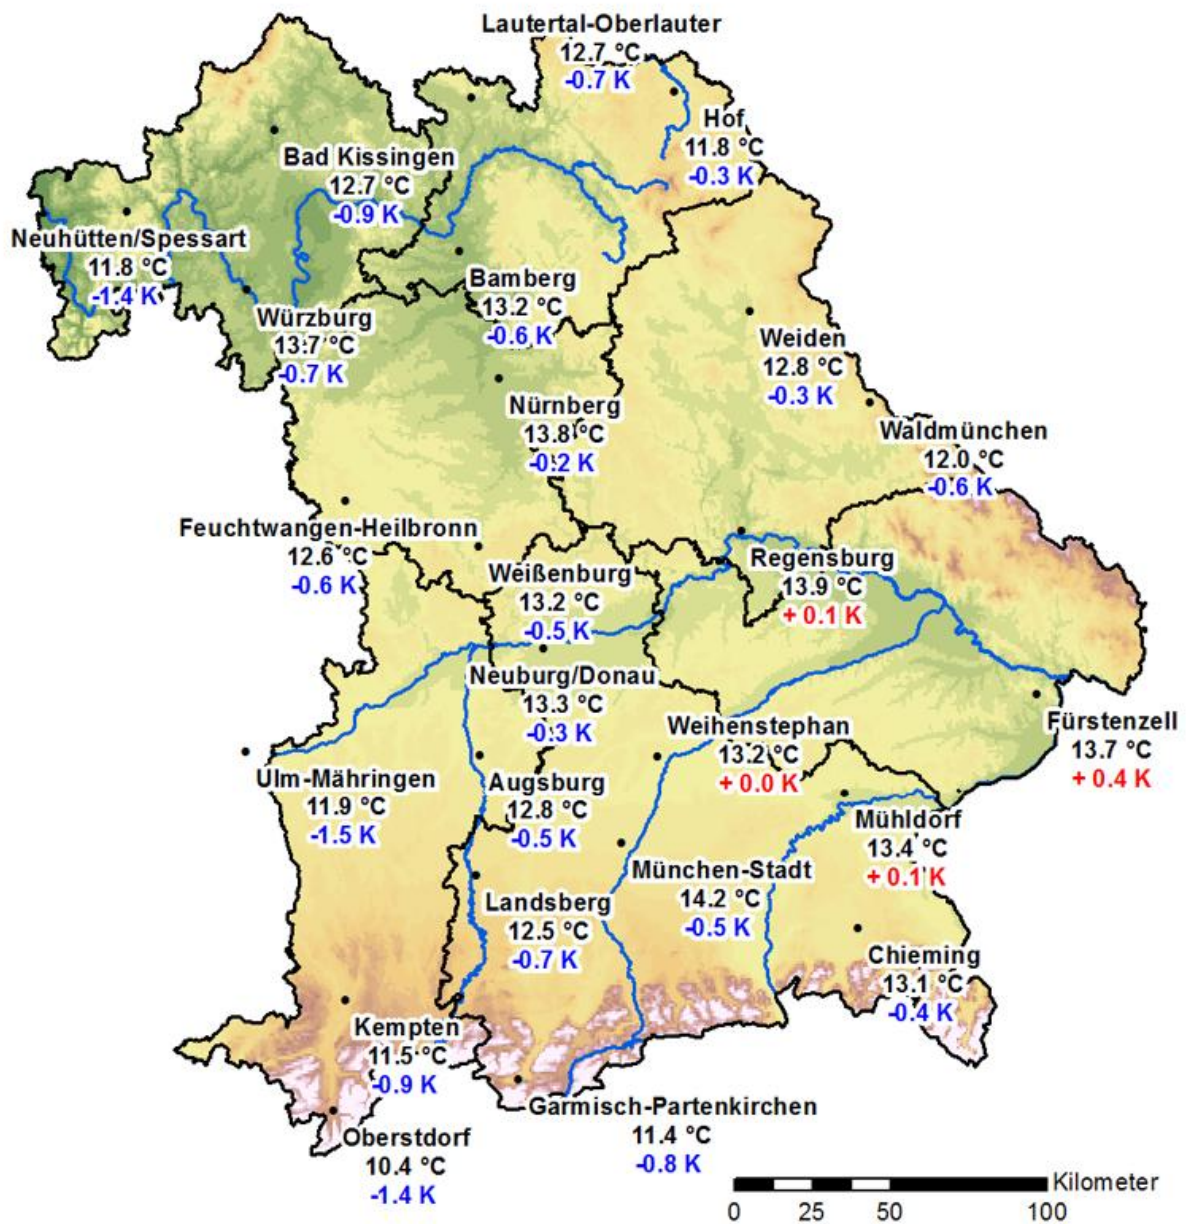 Lautertal-Oberlauter
12.7 °C
-0.7 K
Hof
11.8 °C
-0.3 K
Bad Kissingen
12.7 °C
-0.9 K
Neuhütten/Spessart
11.8 °C
-1.4 K
Bamberg
13.2 °C
-0.6 K
Würzburg
13.7 °C
-0.7 K
Weiden
12.8 °C
-0.3 K
Nürnberg
13.8 °C
-0.2 K
Waldmünchen
12.0 °C
-0.6 K
Feuchtwangen-Heilbronn
12.6 °C
-0.6 K
Regensburg
13.9 °C
+ 0.1 K
Weißenburg
13.2 °C
-0.5 K
Neuburg/Donau
13.3 °C
-0.3 K
Weihenstephan
13.2 °C
+ 0.0 K
Fürstenzell
13.7 °C
+ 0.4 K
Ulm-Mähringen
11.9 °C
-1.5 K
Augsburg
12.8 °C
-0.5 K
Mühldorf
13.4 °C
+ 0.1 K
München-Stadt
14.2 °C
-0.5 K
Landsberg
12.5 °C
-0.7 K
Chieming
13.1 °C
-0.4 K
Kempten
11.5 °C
-0.9 K
Garmisch-Partenkirchen
11.4 °C
-0.8 K
Oberstdorf
10.4 °C
-1.4 K
Kilometer
0 25 50 100